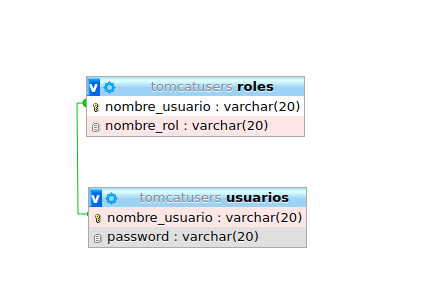 v tomcatusers roles
nombre_usuario : varchar(20)
nombre_rol : varchar(20)
v tomcatusers usuarios
nombre_usuario : varchar(20)
password : varchar(20)